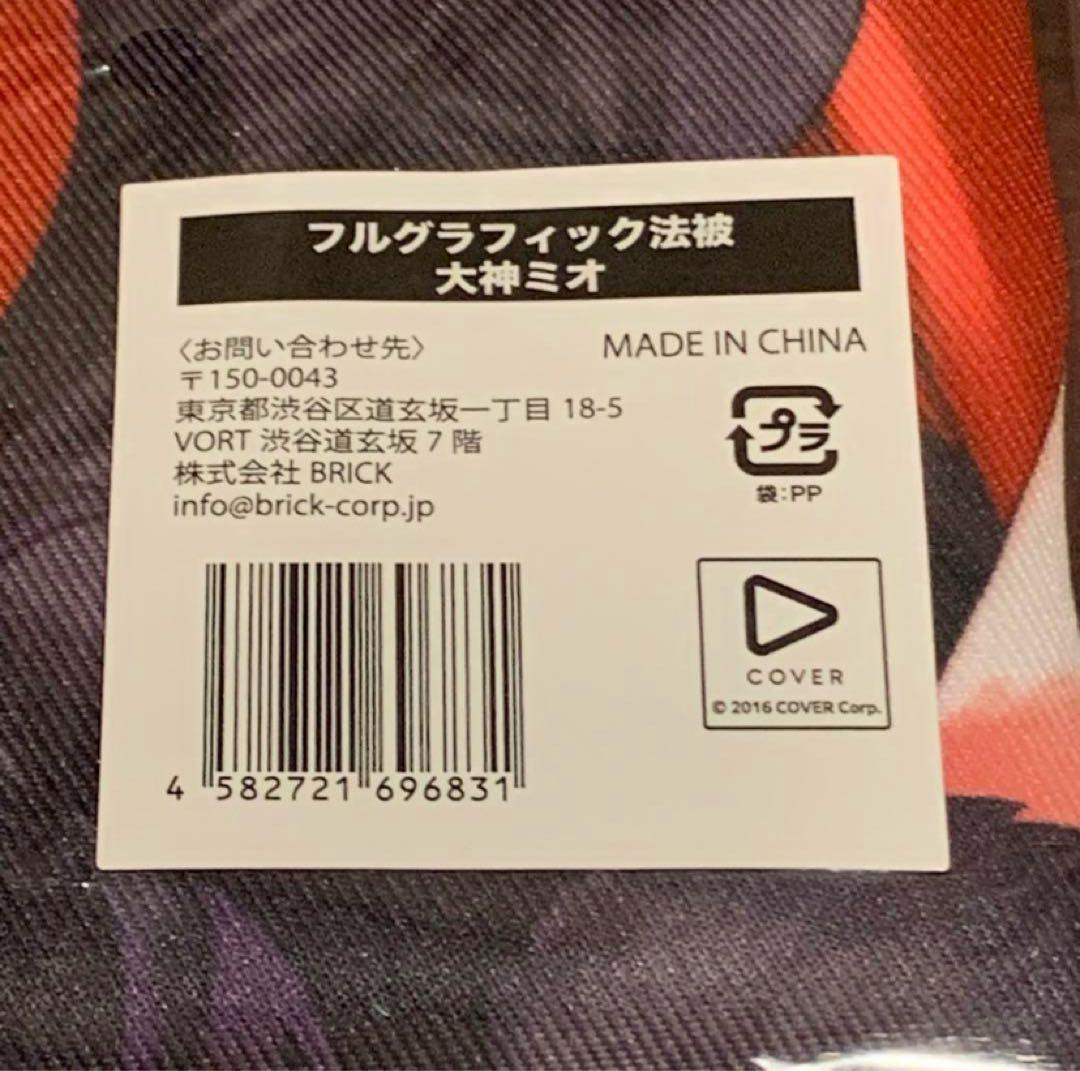 フルグラフィック法被
大神ミオ
〈お問い合わせ先〉
〒150-0043
東京都渋谷区道玄坂一丁目 18-5
VORT 渋谷道玄坂 7 階
株式会社 BRICK
info@brick-corp.jp
MADE IN CHINA
プラ
袋:PP
COVER
© 2016 COVER Corp.
4 582721 696831